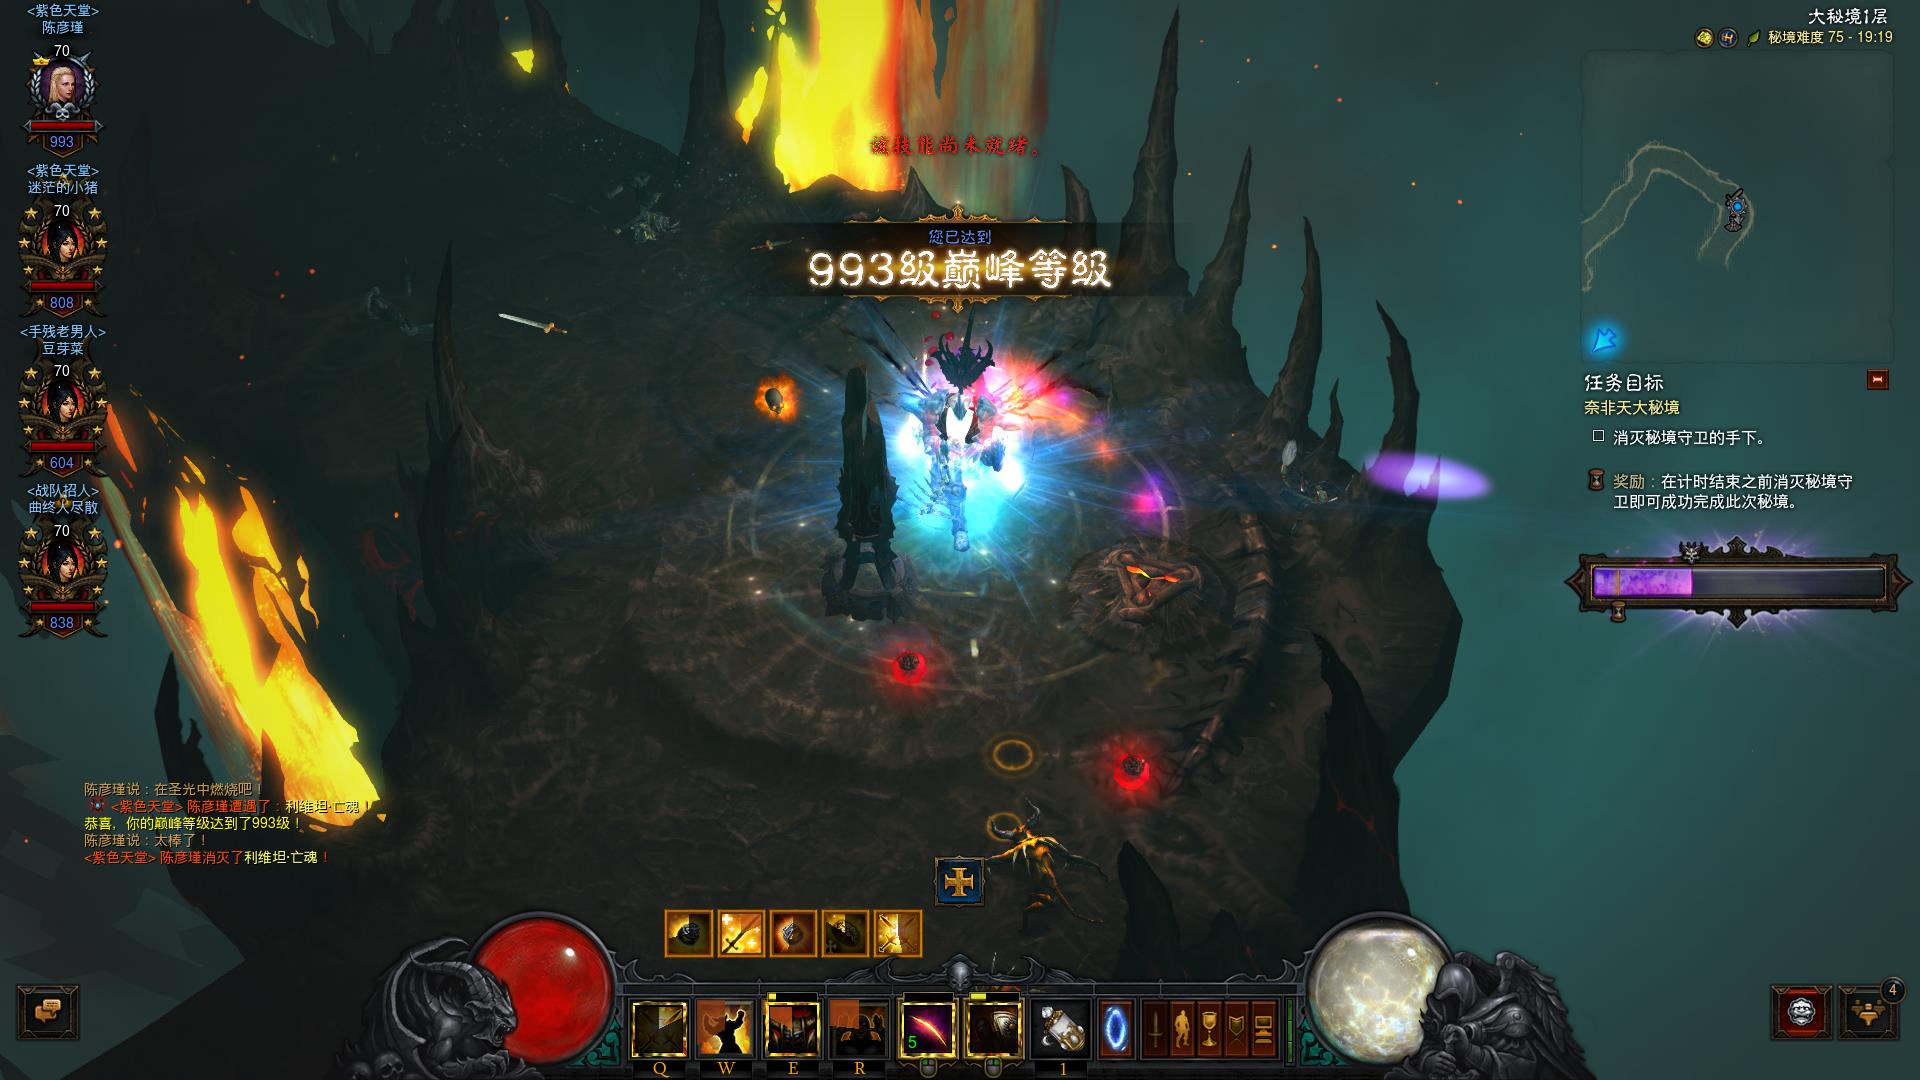 <紫色天堂>
陈彦瑾
70
993
<紫色天堂>
迷茫的小猪
70
808
<手残老男人>
豆芽菜
70
604
<战队招人>
曲终人尽散
70
838
该技能尚未就绪。
您已达到
993级巅峰等级
大秘境1层
秘境难度 75 - 19:19
任务目标
奈非天大秘境
消灭秘境守卫的手下。
奖励：在计时结束之前消灭秘境守
卫即可成功完成此次秘境。
陈彦瑾说：在圣光中燃烧吧！
<紫色天堂> 陈彦瑾遭遇了：利维坦·亡魂！
恭喜，你的巅峰等级达到了993级！
陈彦瑾说：太棒了！
<紫色天堂> 陈彦瑾消灭了利维坦·亡魂！
5
Q W E R 1
4